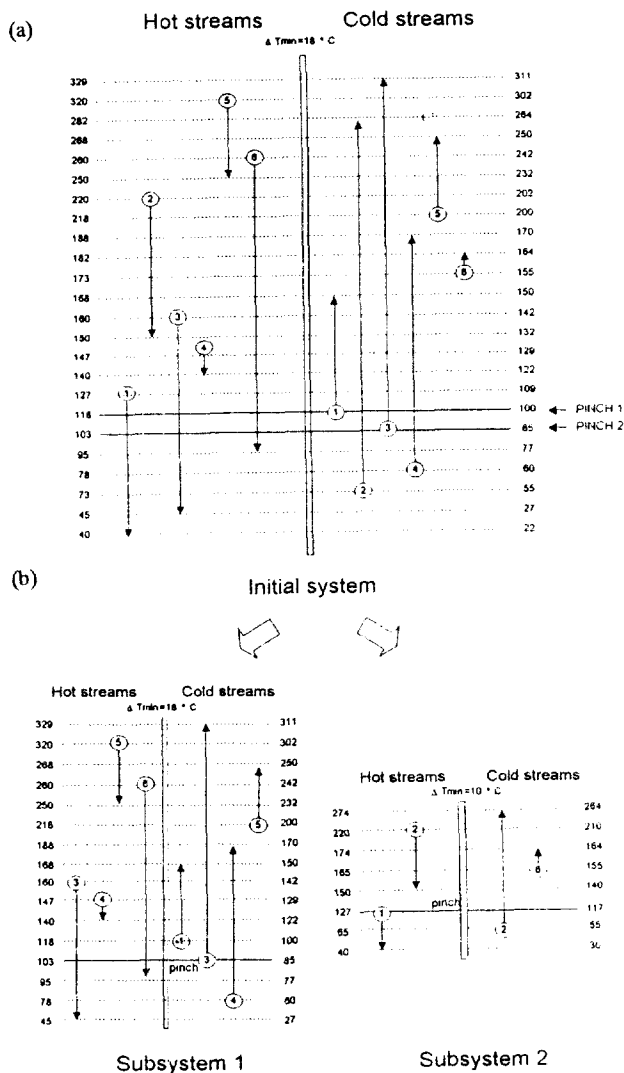 (a)
Hot streams Cold streams
Δ Tmin=18 ° C
329 311
320 5 302
282 264
268 250
260 6 242
250 232
220 2 202
218 5 200
188 170
182 164
173 6 155
168 150
160 3 142
150 132
147 4 129
140 122
127 1 109
118 1 100 PINCH 1
103 3 85 PINCH 2
95 77
78 4 60
73 2 55
45 27
40 22
(b)
Initial system
Hot streams Cold streams
Δ Tmin=18 ° C
329 311
320 5 302
268 250
260 6 242
250 232
218 5 200
188 170
168 150
160 3 142
147 4 129
140 122
118 1 100
103 pinch 3 85
95 77
78 4 60
45 27
Subsystem 1
Hot streams Cold streams
Δ Tmin=10 ° C
274 264
220 2 210
174 164
165 6 155
150 140
127 1 pinch 117
65 2 55
40 30
Subsystem 2